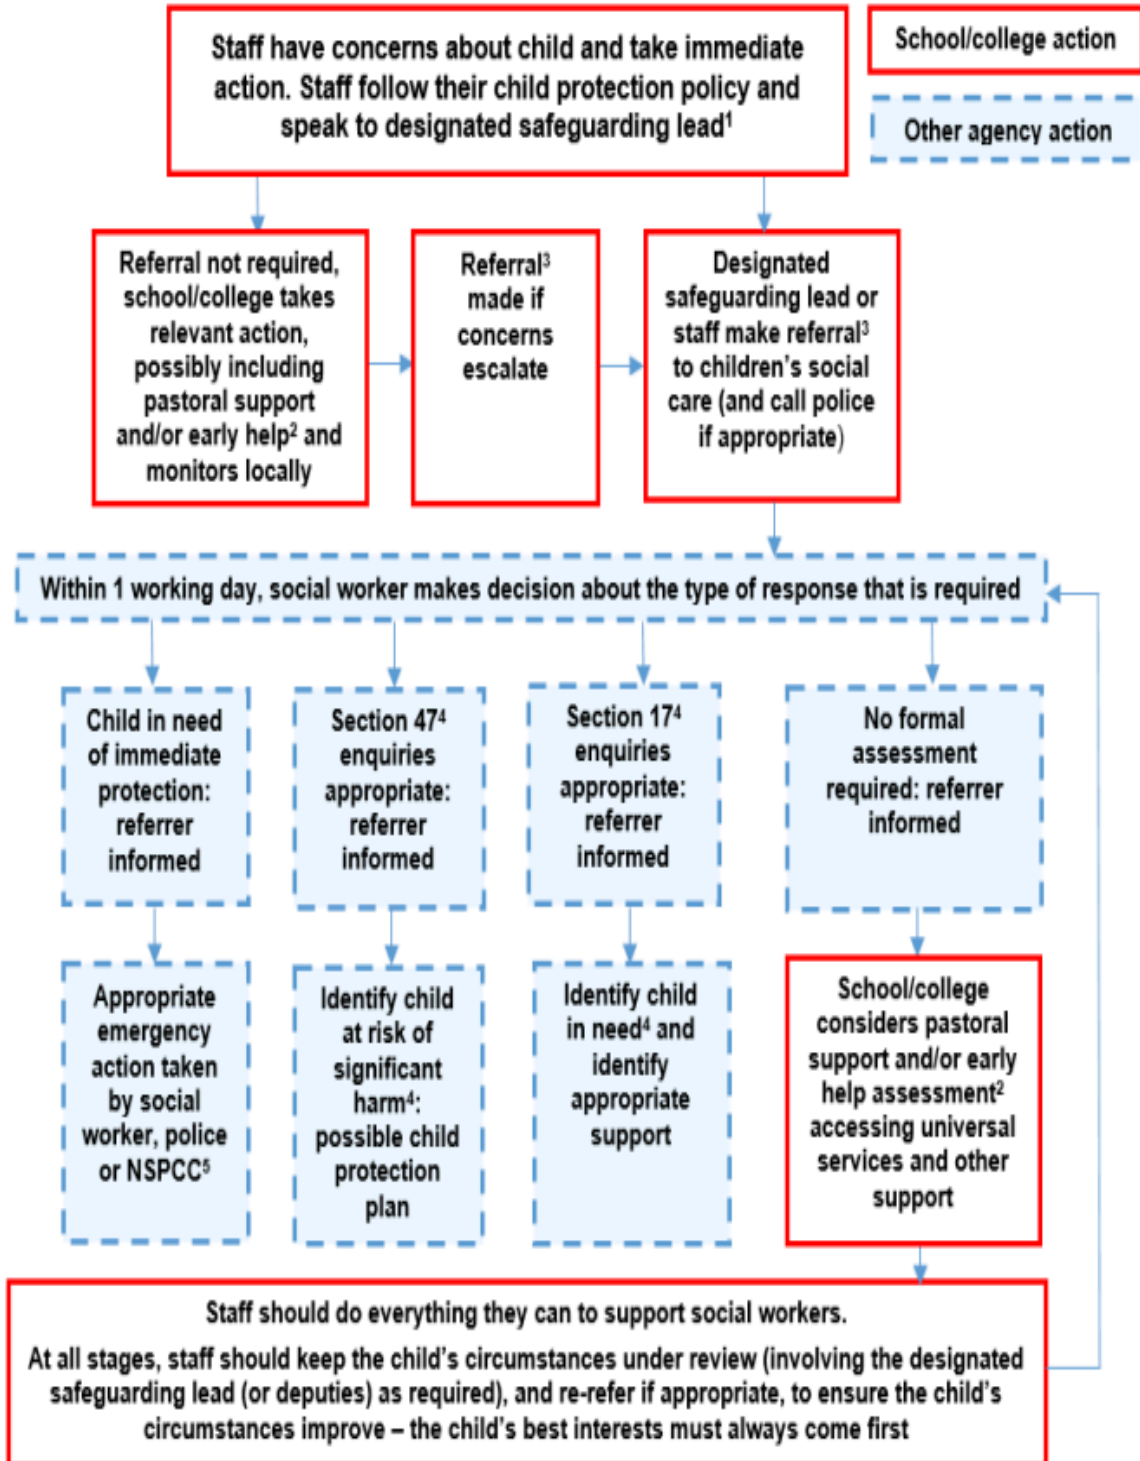 Staff have concerns about child and take immediate
action. Staff follow their child protection policy and
speak to designated safeguarding lead¹
School/college action
Other agency action
Referral not required,
school/college takes
relevant action,
possibly including
pastoral support
and/or early help² and
monitors locally
Referral³
made if
concerns
escalate
Designated
safeguarding lead or
staff make referral³
to children's social
care (and call police
if appropriate)
Within 1 working day, social worker makes decision about the type of response that is required
Child in need
of immediate
protection:
referrer
informed
Section 47⁴
enquiries
appropriate:
referrer
informed
Section 17⁴
enquiries
appropriate:
referrer
informed
No formal
assessment
required: referrer
informed
Appropriate
emergency
action taken
by social
worker, police
or NSPCC⁵
Identify child
at risk of
significant
harm⁴:
possible child
protection
plan
Identify child
in need⁴ and
identify
appropriate
support
School/college
considers pastoral
support and/or early
help assessment²
accessing universal
services and other
support
Staff should do everything they can to support social workers.
At all stages, staff should keep the child's circumstances under review (involving the designated
safeguarding lead (or deputies) as required), and re-refer if appropriate, to ensure the child's
circumstances improve – the child's best interests must always come first